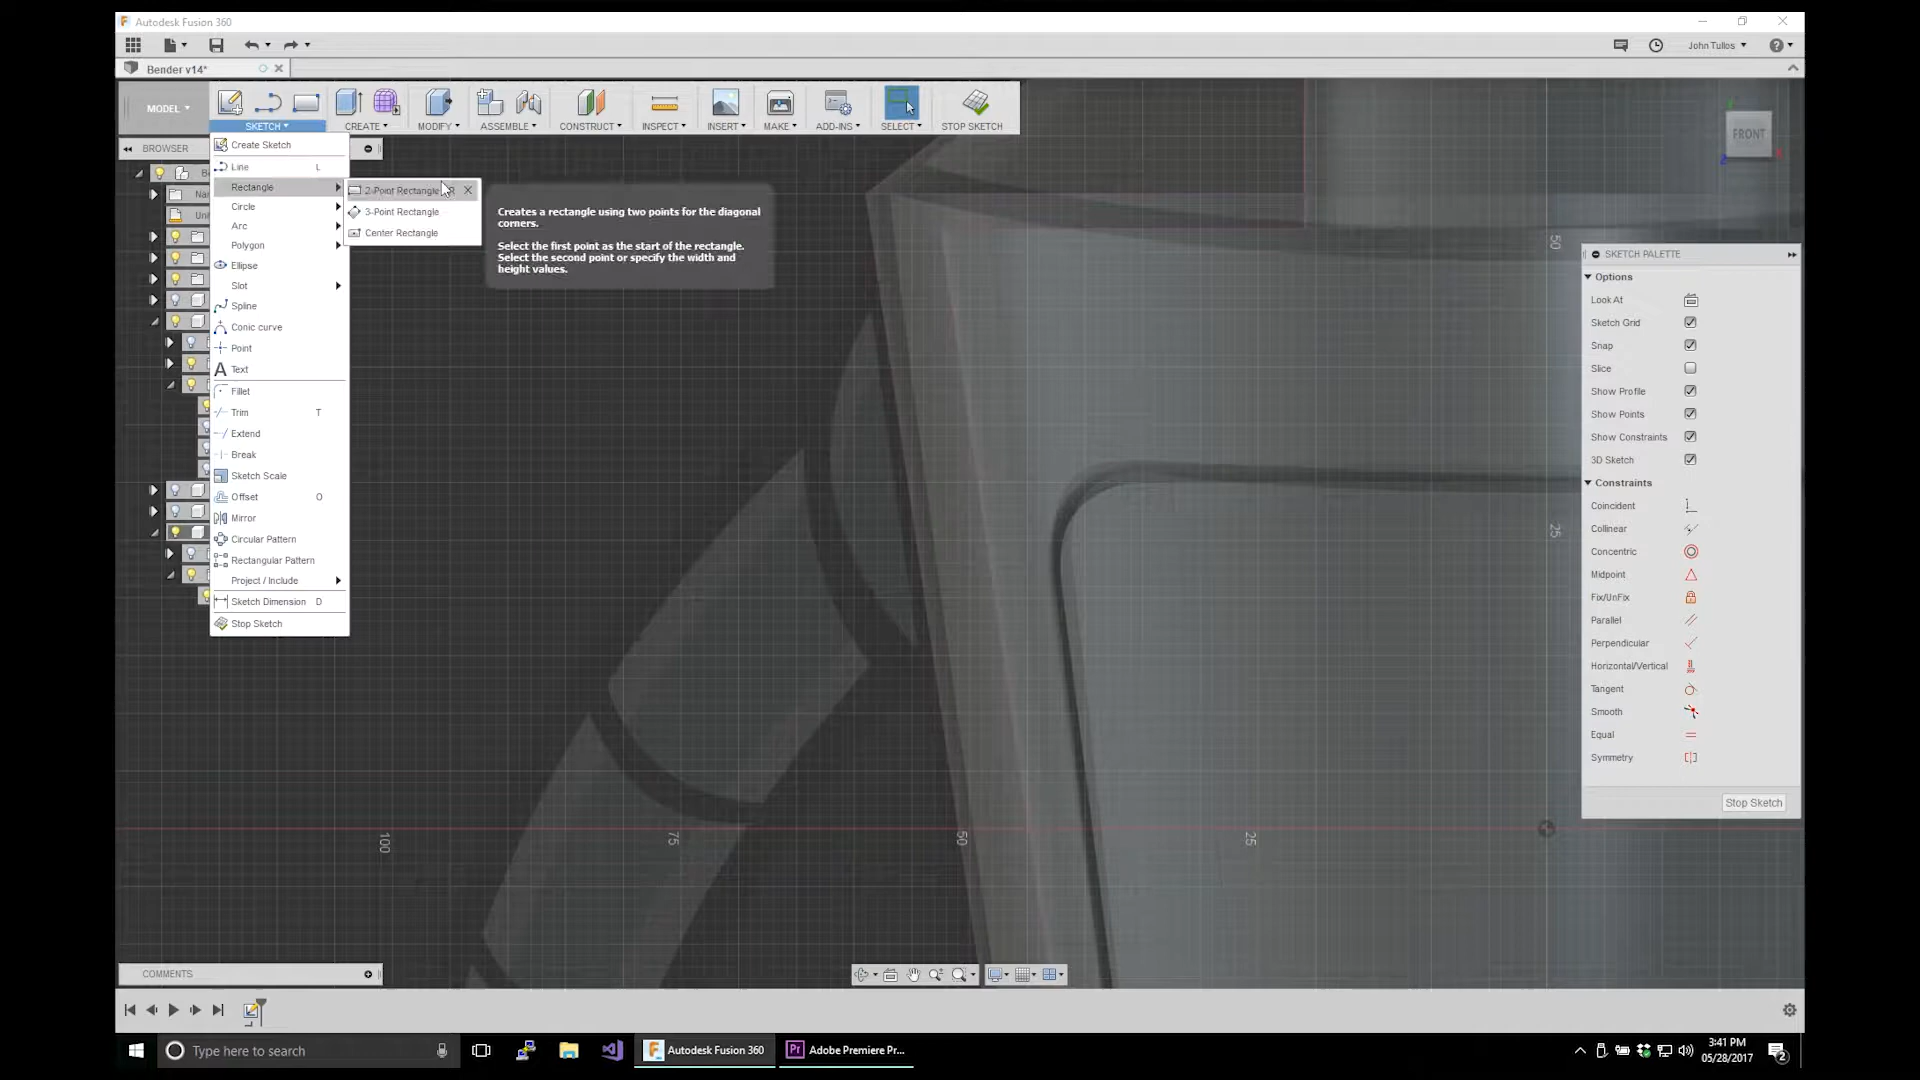 Autodesk Fusion 360
John Tullos
Bender v14*
MODEL
SKETCH
CREATE
MODIFY
ASSEMBLE
CONSTRUCT
INSPECT
INSERT
MAKE
ADD-INS
SELECT
STOP SKETCH
BROWSER
Create Sketch
Line L
Rectangle
Circle
Arc
Polygon
Ellipse
Slot
Spline
Conic curve
Point
Text
Fillet
Trim T
Extend
Break
Sketch Scale
Offset O
Mirror
Circular Pattern
Rectangular Pattern
Project / Include
Sketch Dimension D
Stop Sketch
2-Point Rectangle R
3-Point Rectangle
Center Rectangle
Creates a rectangle using two points for the diagonal
corners.
Select the first point as the start of the rectangle.
Select the second point or specify the width and
height values.
FRONT
50
25
100
75
50
25
SKETCH PALETTE
Options
Look At
Sketch Grid
Snap
Slice
Show Profile
Show Points
Show Constraints
3D Sketch
Constraints
Coincident
Collinear
Concentric
Midpoint
Fix/UnFix
Parallel
Perpendicular
Horizontal/Vertical
Tangent
Smooth
Equal
Symmetry
Stop Sketch
COMMENTS
Type here to search
Autodesk Fusion 360
Adobe Premiere Pr...
3:41 PM
05/28/2017
2